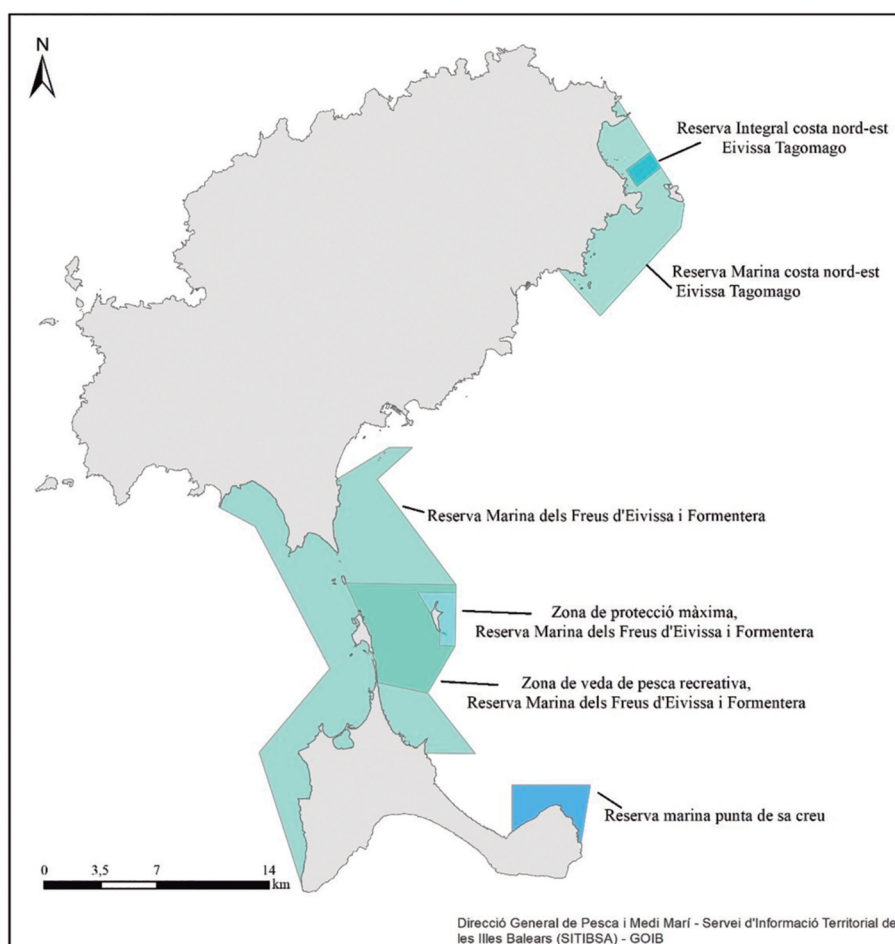 N
Reserva Integral costa nord-est
Eivissa Tagomago
Reserva Marina costa nord-est
Eivissa Tagomago
Reserva Marina dels Freus d'Eivissa i Formentera
Zona de protecció màxima,
Reserva Marina dels Freus d'Eivissa i Formentera
Zona de veda de pesca recreativa,
Reserva Marina dels Freus d'Eivissa i Formentera
Reserva marina punta de sa creu
0 3,5 7 14
km
Direcció General de Pesca i Medi Marí - Servei d'Informació Territorial de
les Illes Balears (SITIBSA) - GOIB